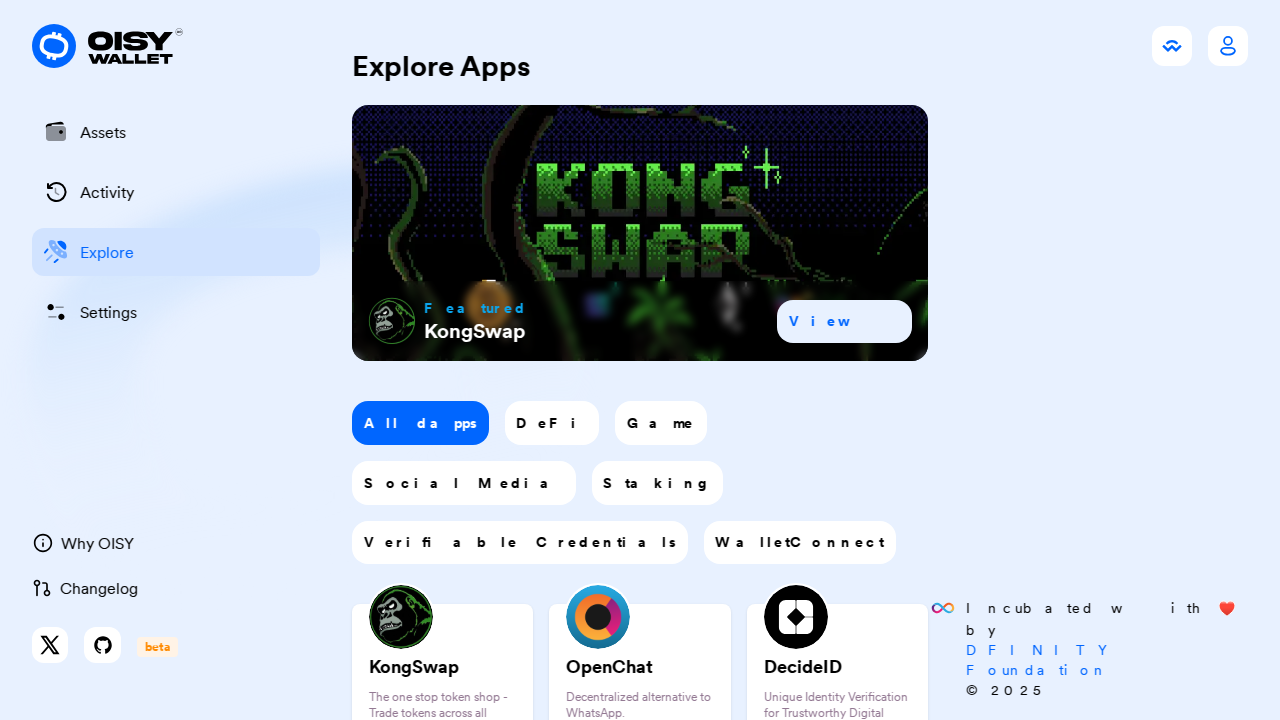 OISY
WALLET
Explore Apps
Assets
Activity
Explore
Settings
KONG
SWAP
Featured
KongSwap
View
All dapps
DeFi
Game
Social Media
Staking
Verifiable Credentials
WalletConnect
Why OISY
Changelog
beta
KongSwap
The one stop token shop -
Trade tokens across all
OpenChat
Decentralized alternative to
WhatsApp.
DecideID
Unique Identity Verification
for Trustworthy Digital
Incubated with ❤️
by
DFINITY
Foundation
© 2025